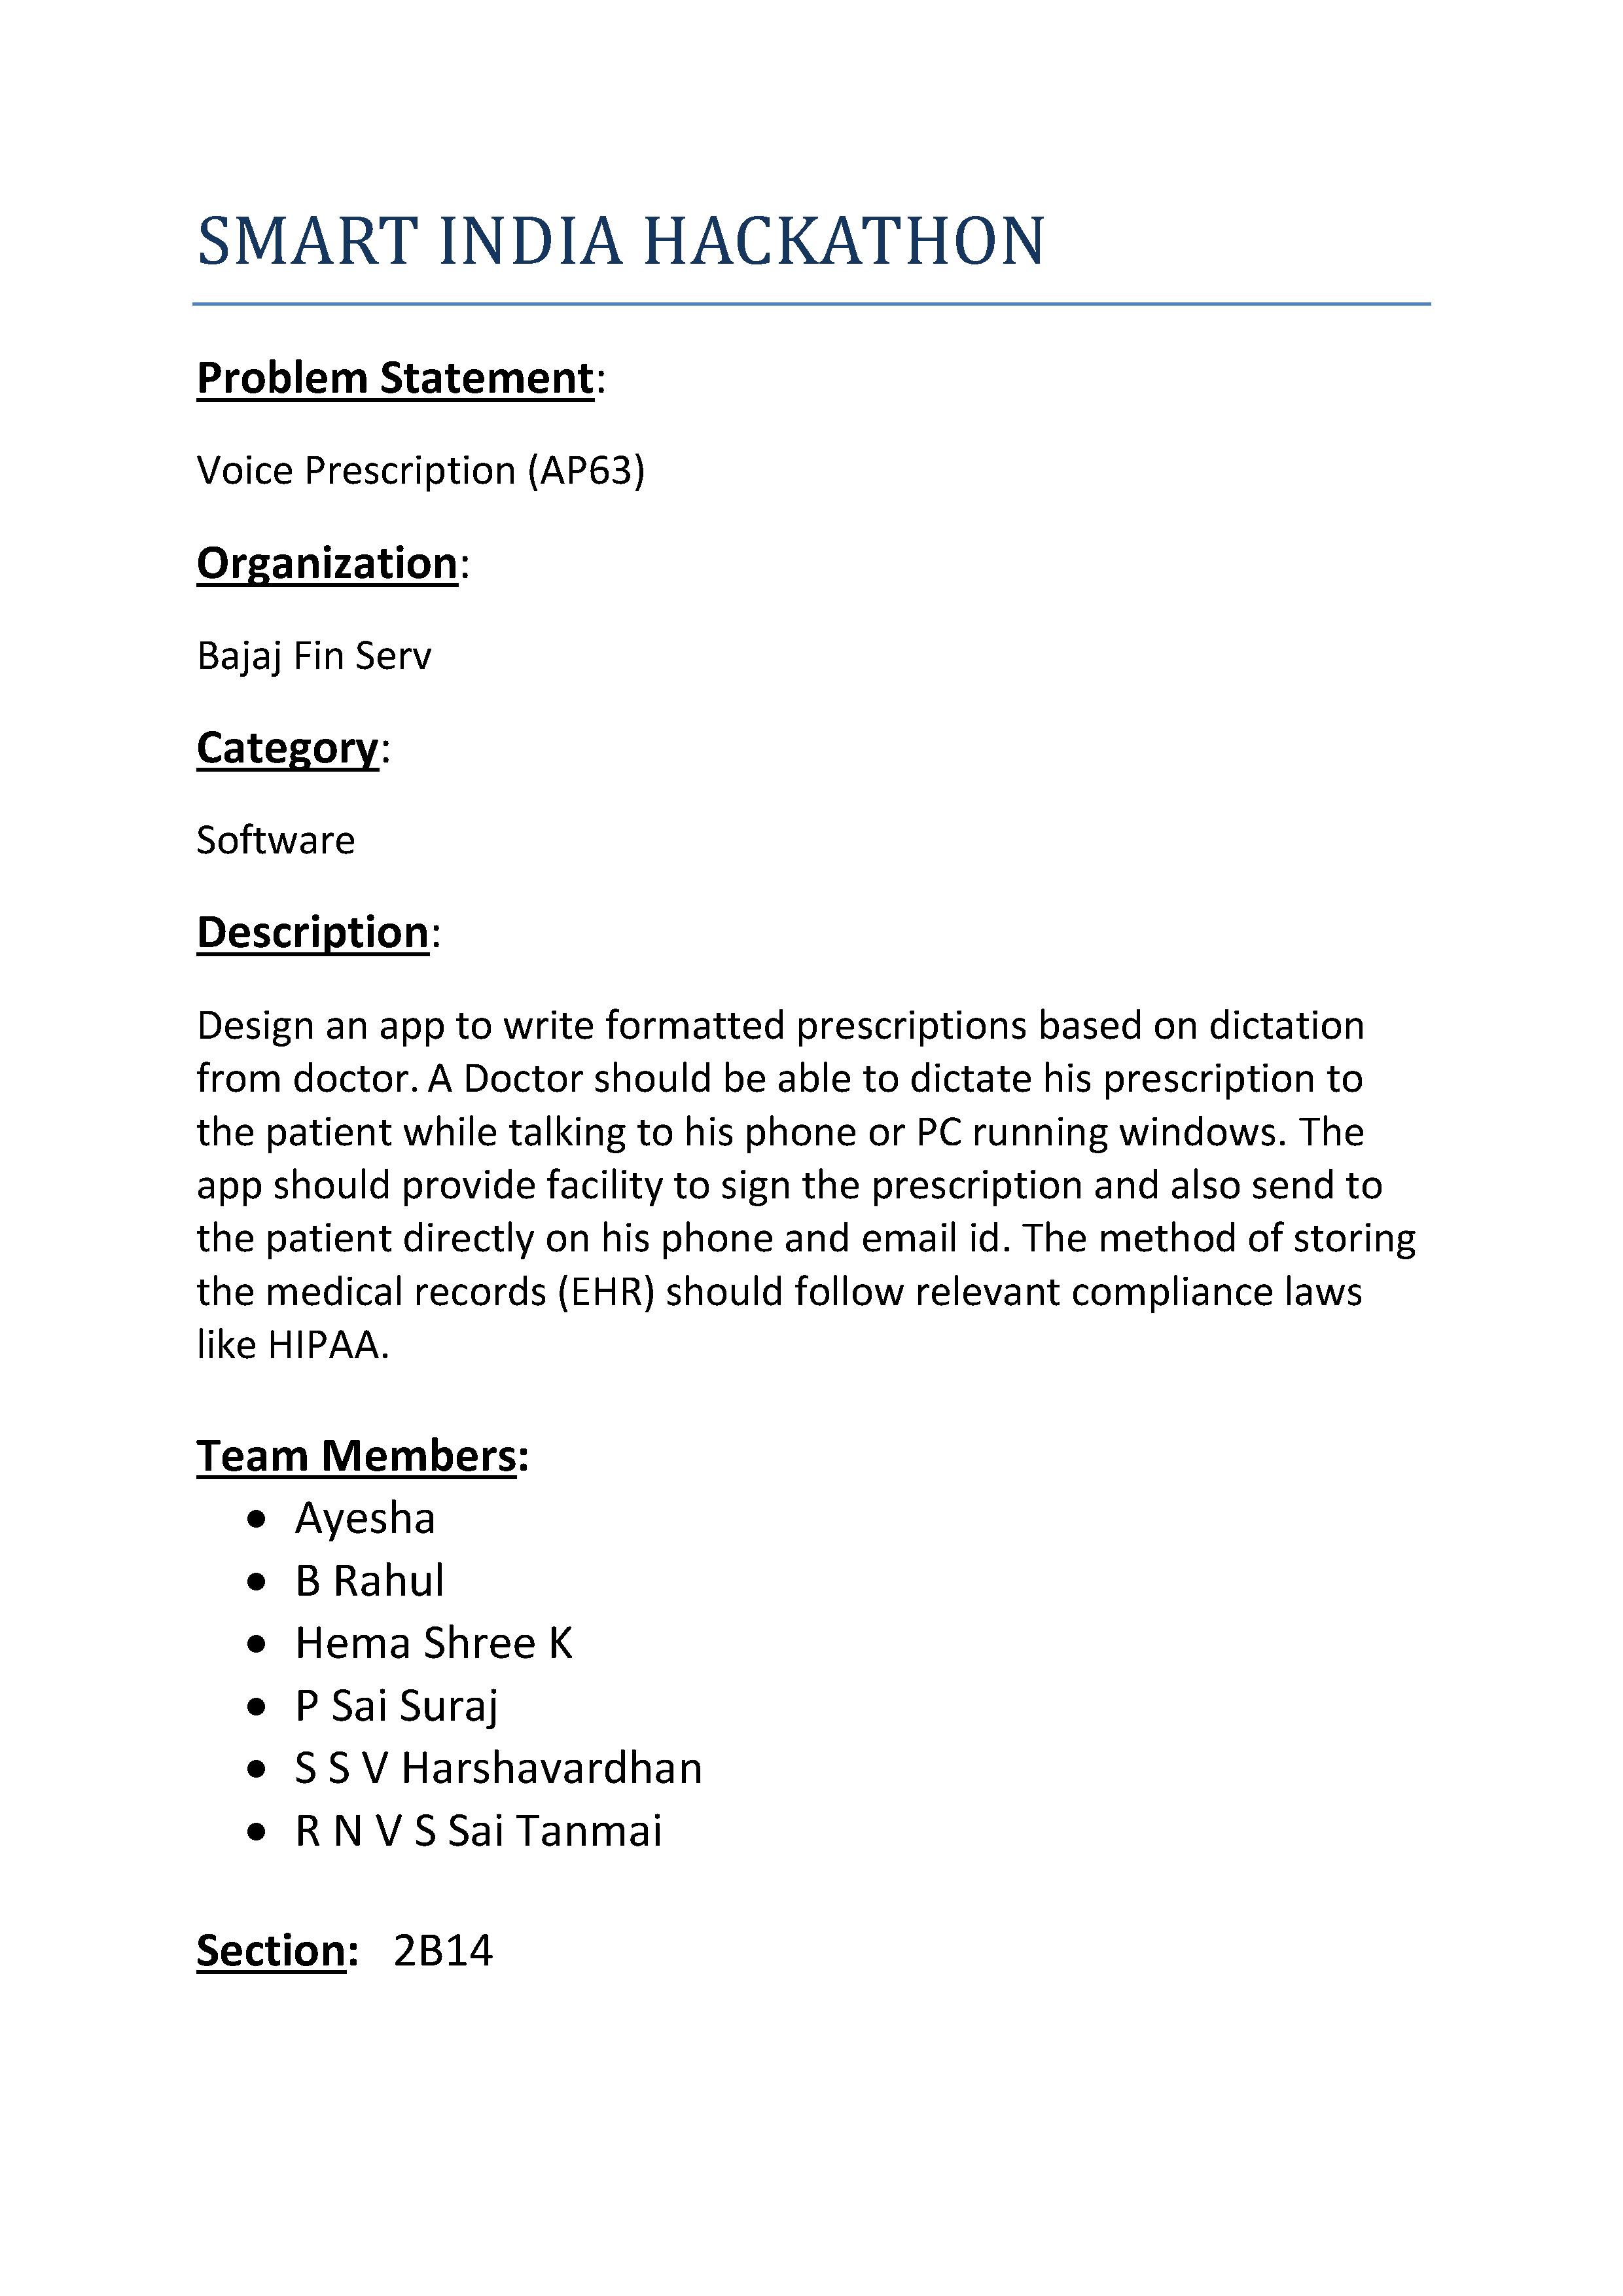 SMART INDIA HACKATHON
Problem Statement:
Voice Prescription (AP63)
Organization:
Bajaj Fin Serv
Category:
Software
Description:
Design an app to write formatted prescriptions based on dictation
from doctor. A Doctor should be able to dictate his prescription to
the patient while talking to his phone or PC running windows. The
app should provide facility to sign the prescription and also send to
the patient directly on his phone and email id. The method of storing
the medical records (EHR) should follow relevant compliance laws
like HIPAA.
Team Members:
• Ayesha
• B Rahul
• Hema Shree K
• P Sai Suraj
• S S V Harshavardhan
• R N V S Sai Tanmai
Section: 2B14